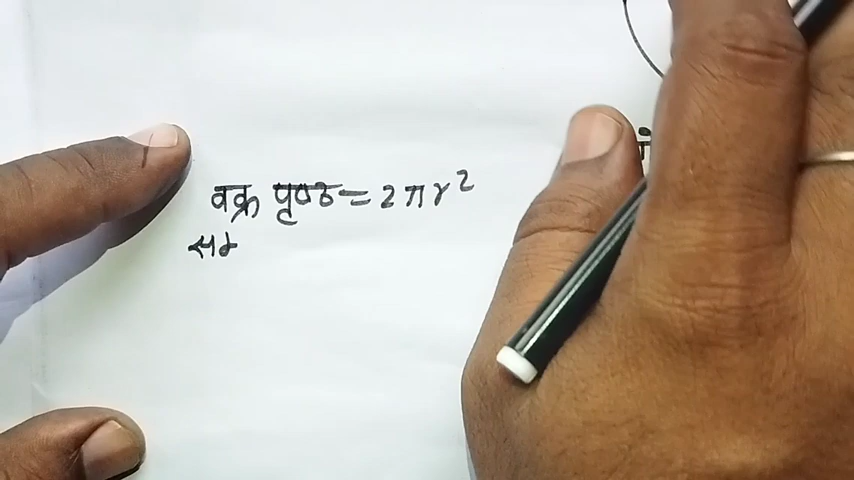 वक्र पृष्ठ = 2πr²